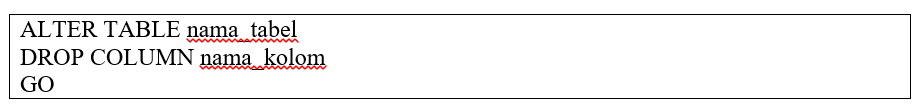 ALTER TABLE nama_tabel
DROP COLUMN nama_kolom
GO